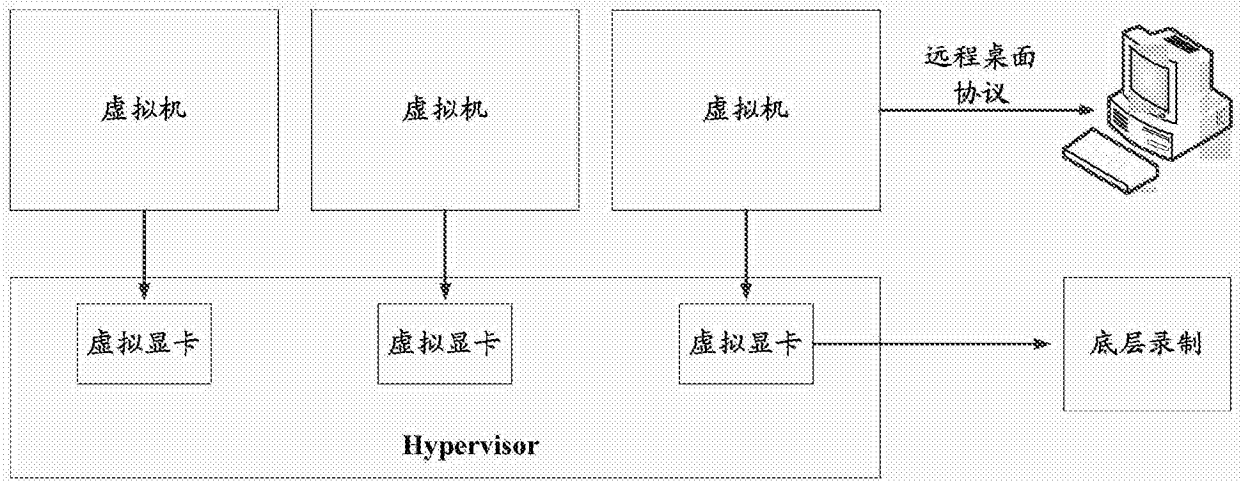 虚拟机
虚拟机
虚拟机
远程桌面
协议
虚拟显卡
虚拟显卡
虚拟显卡
底层录制
Hypervisor